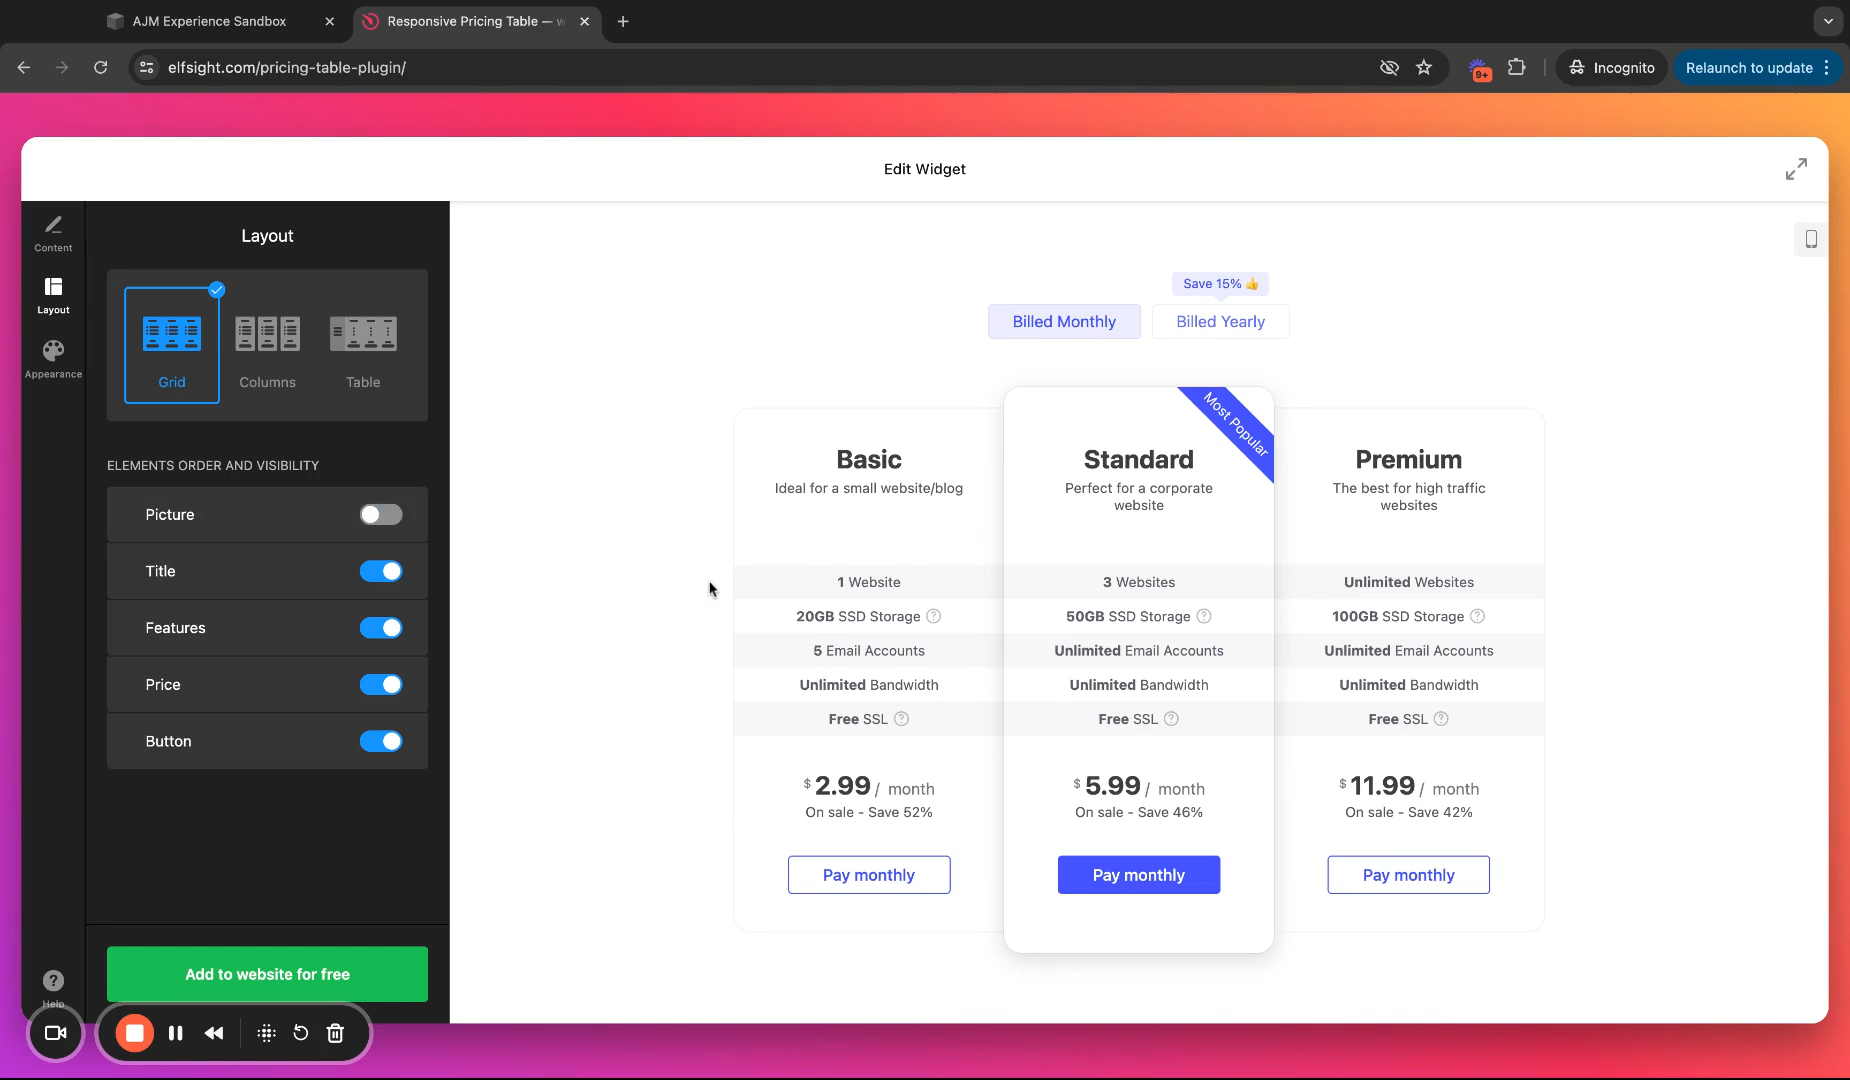 AJM Experience Sandbox
Responsive Pricing Table — w
elfsight.com/pricing-table-plugin/
9+
Incognito
Relaunch to update
Edit Widget
Content
Layout
Appearance
Help
Layout
Grid
Columns
Table
ELEMENTS ORDER AND VISIBILITY
Picture
Title
Features
Price
Button
Add to website for free
Save 15% 👍
Billed Monthly
Billed Yearly
Basic
Ideal for a small website/blog
1 Website
20GB SSD Storage ?
5 Email Accounts
Unlimited Bandwidth
Free SSL ?
$ 2.99 / month
On sale - Save 52%
Pay monthly
Most Popular
Standard
Perfect for a corporate
website
3 Websites
50GB SSD Storage ?
Unlimited Email Accounts
Unlimited Bandwidth
Free SSL ?
$ 5.99 / month
On sale - Save 46%
Pay monthly
Premium
The best for high traffic
websites
Unlimited Websites
100GB SSD Storage ?
Unlimited Email Accounts
Unlimited Bandwidth
Free SSL ?
$ 11.99 / month
On sale - Save 42%
Pay monthly